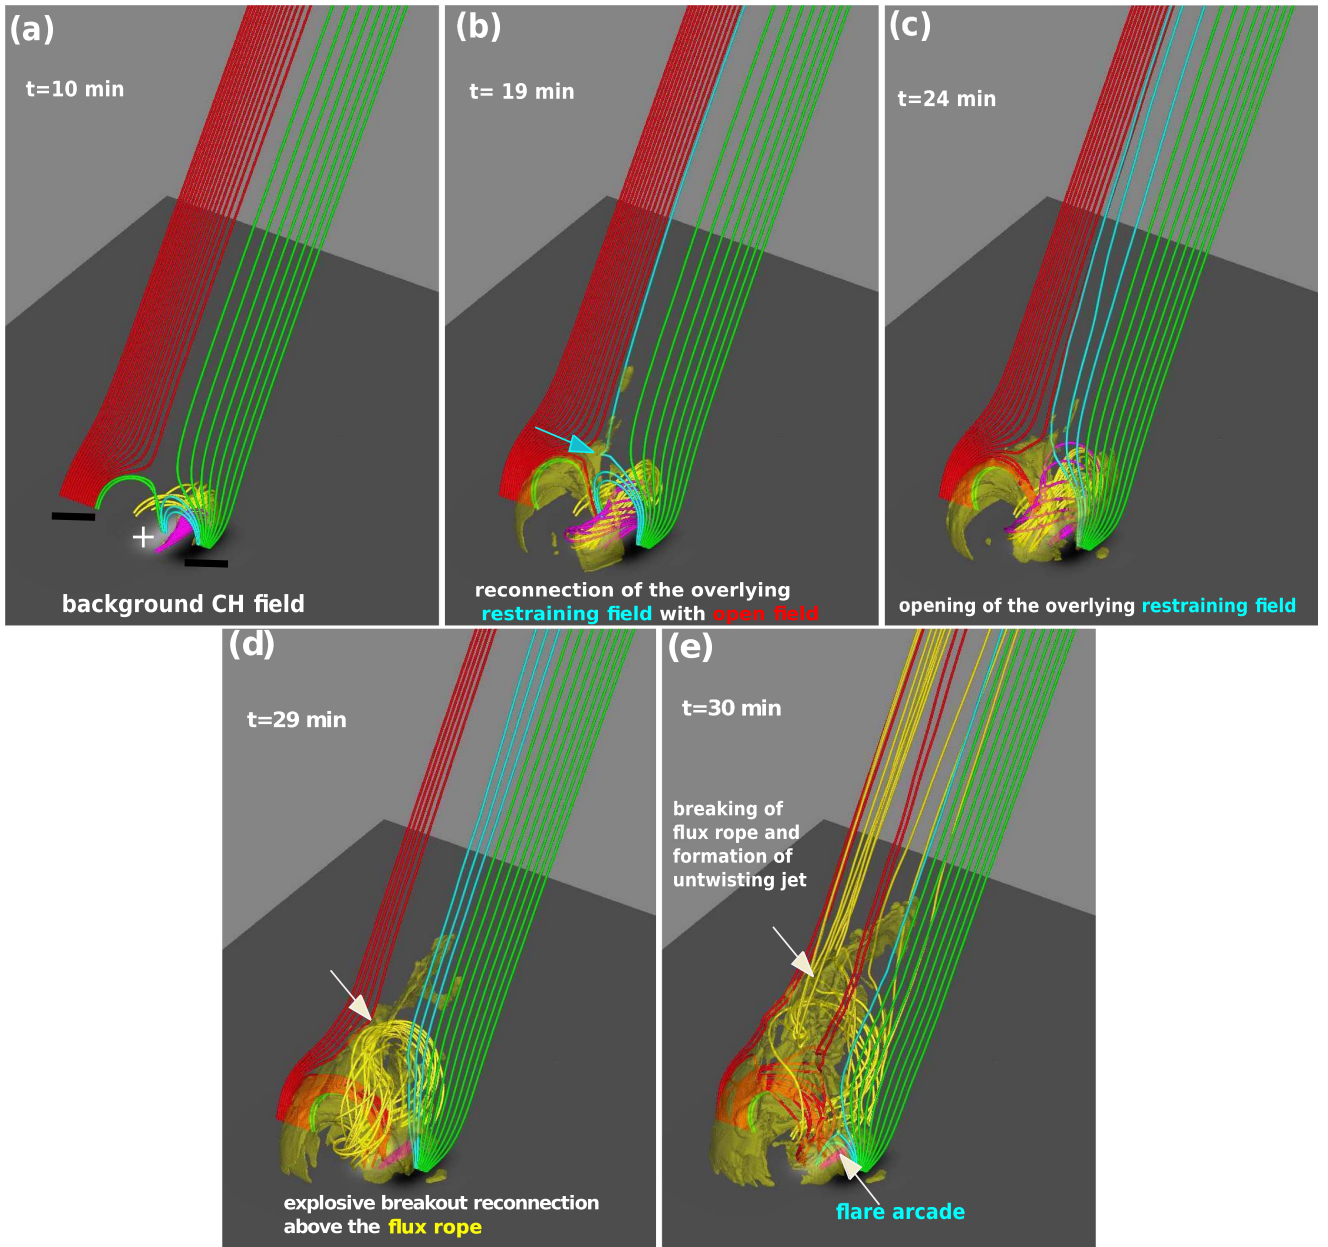 (a)
t=10 min
+
background CH field
(b)
t= 19 min
reconnection of the overlying
restraining field with open field
(c)
t=24 min
opening of the overlying restraining field
(d)
t=29 min
explosive breakout reconnection
above the flux rope
(e)
t=30 min
breaking of
flux rope and
formation of
untwisting jet
flare arcade